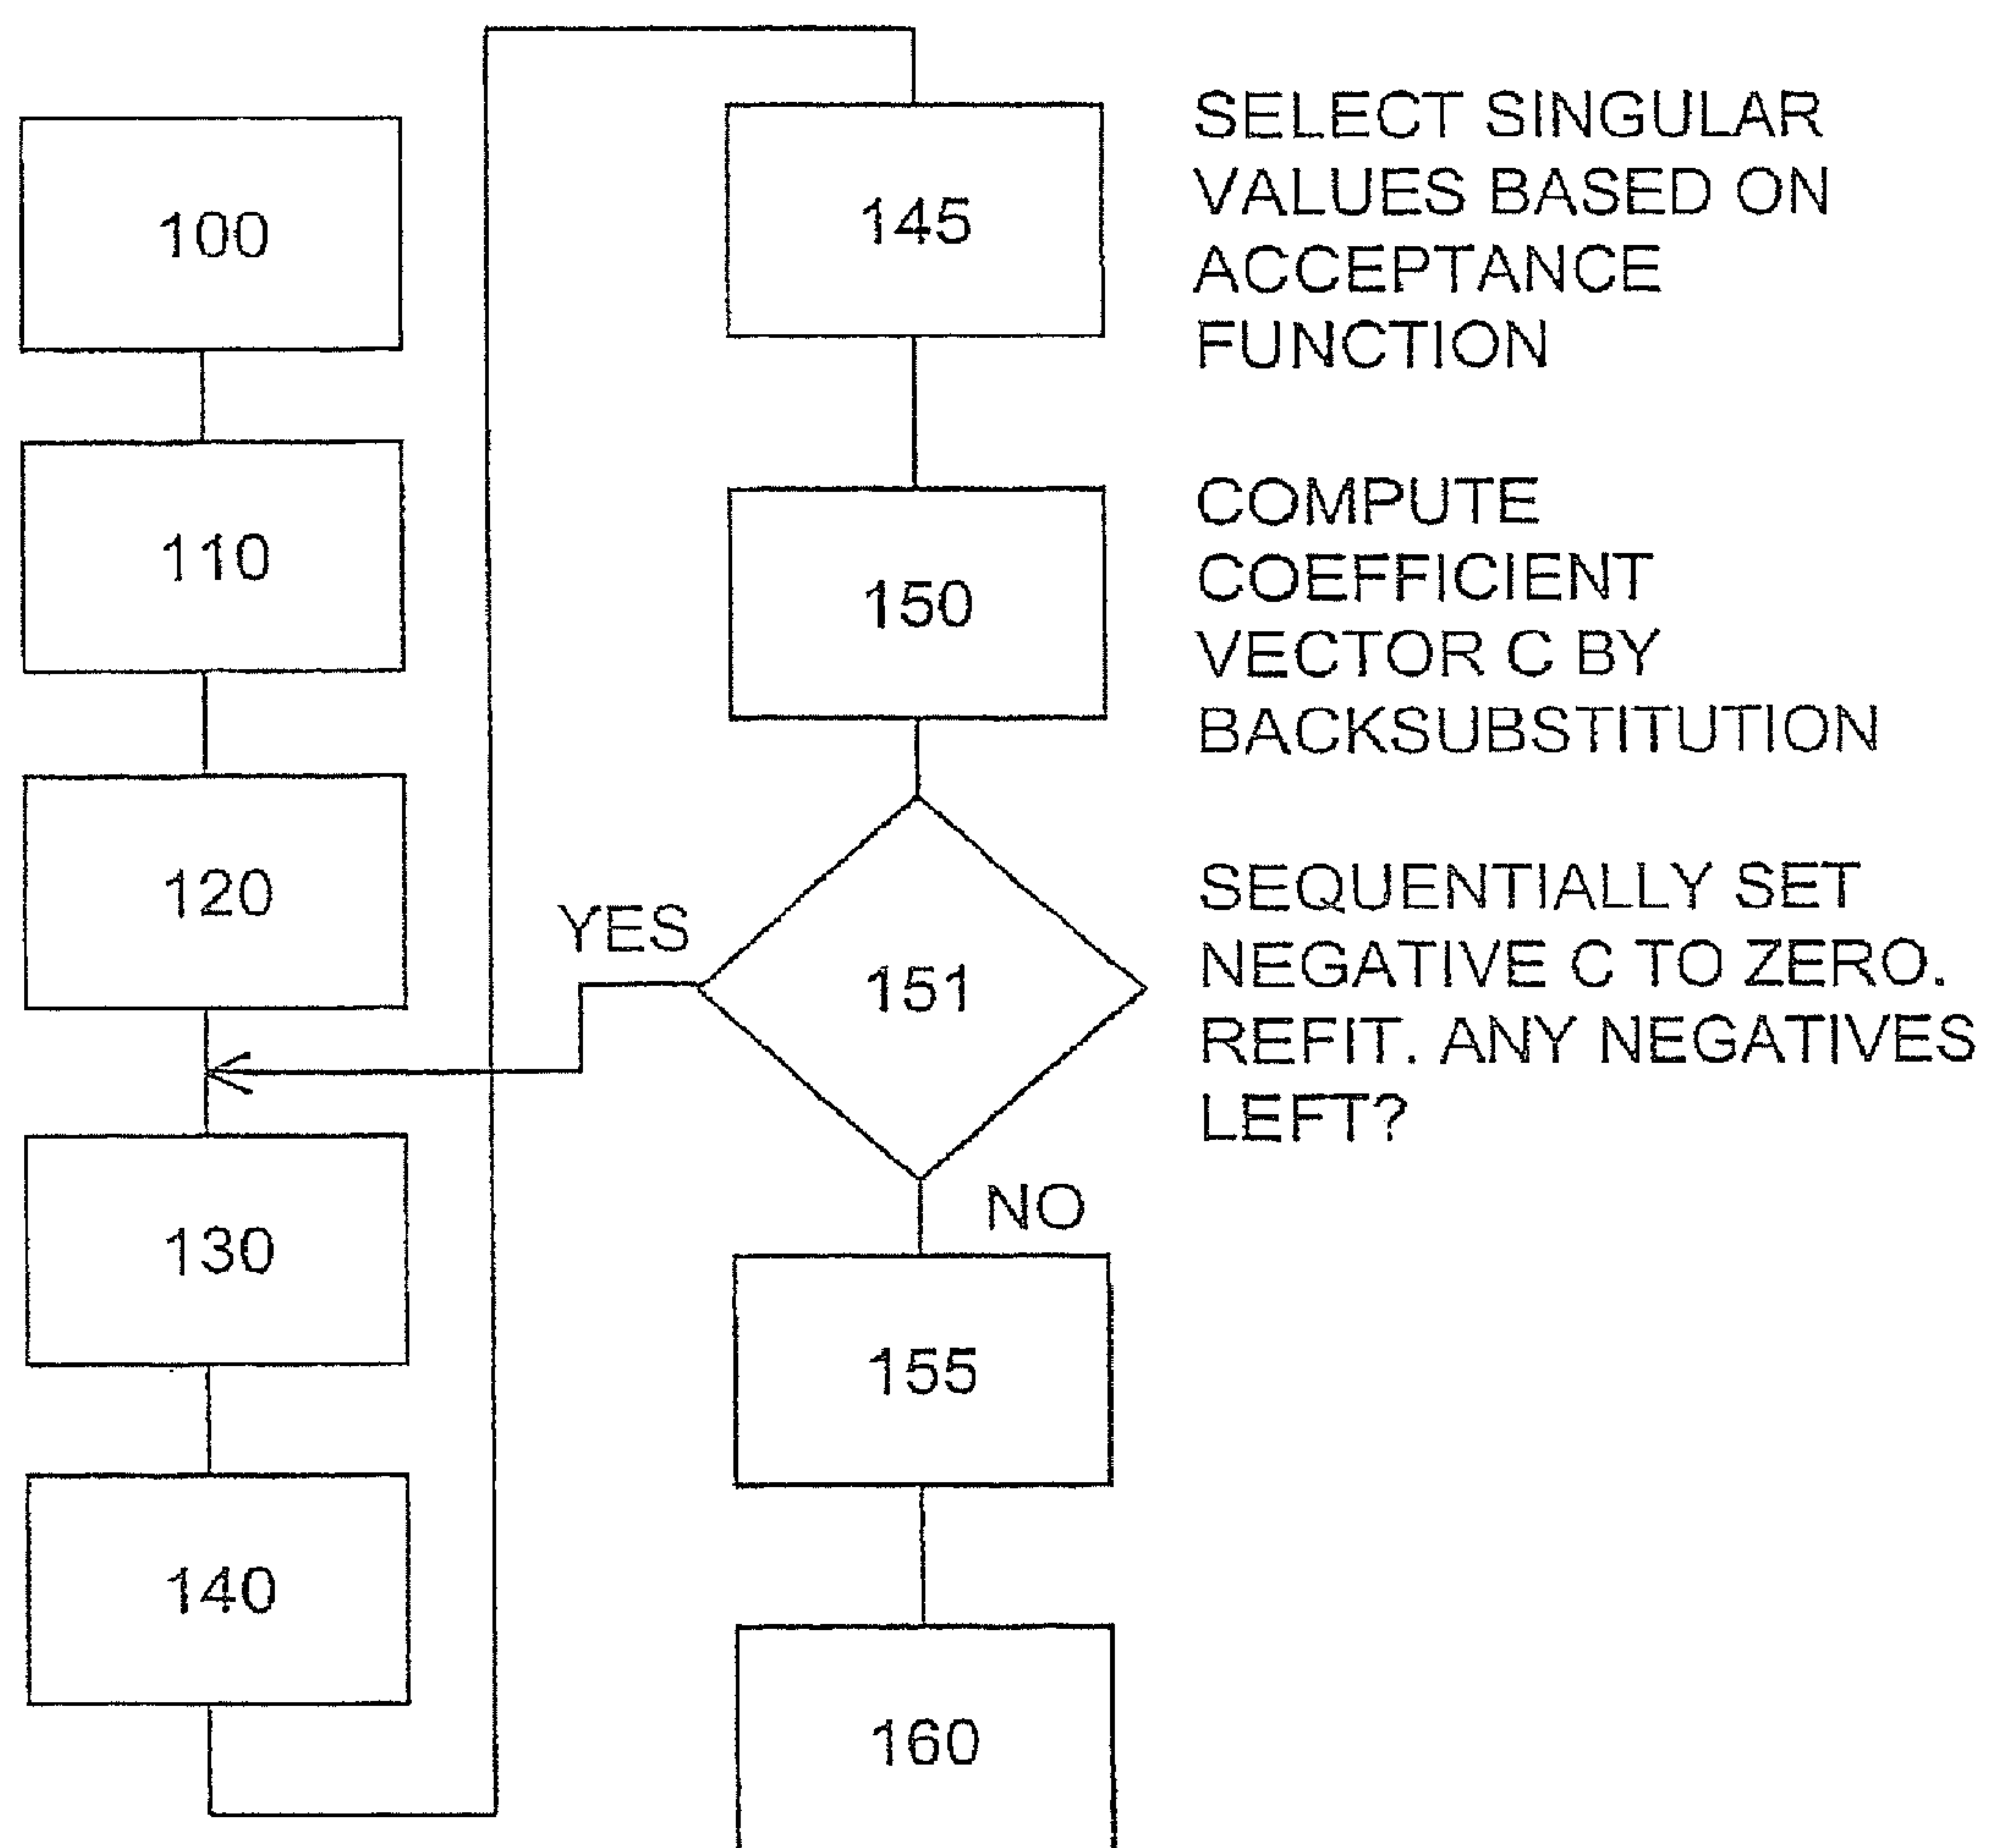 100
110
120
130
140
145
SELECT SINGULAR
VALUES BASED ON
ACCEPTANCE
FUNCTION
150
COMPUTE
COEFFICIENT
VECTOR C BY
BACKSUBSTITUTION
YES
151
SEQUENTIALLY SET
NEGATIVE C TO ZERO.
REFIT. ANY NEGATIVES
LEFT?
NO
155
160